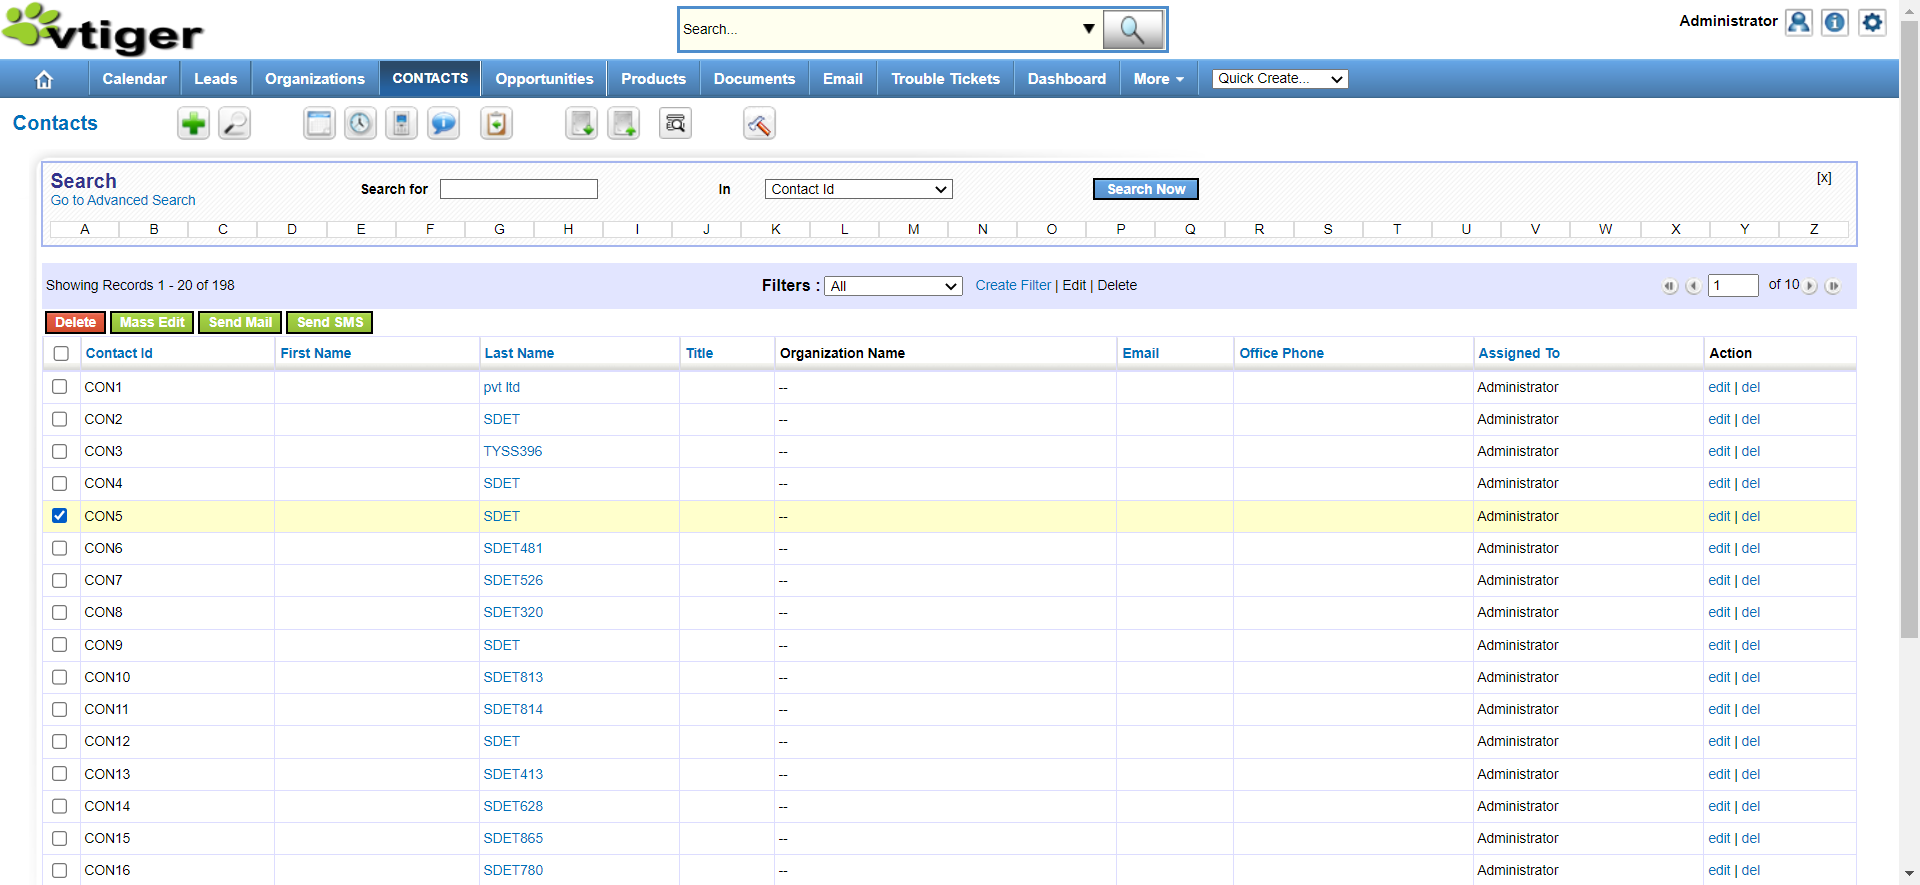 vtiger
Search...
Administrator
Calendar Leads Organizations CONTACTS Opportunities Products Documents Email Trouble Tickets Dashboard More Quick Create...
Contacts
Search
Go to Advanced Search
Search for In Contact Id Search Now [x]
A B C D E F G H I J K L M N O P Q R S T U V W X Y Z
Showing Records 1 - 20 of 198 Filters : All Create Filter | Edit | Delete 1 of 10
Delete Mass Edit Send Mail Send SMS
Contact Id First Name Last Name Title Organization Name Email Office Phone Assigned To Action
CON1 pvt ltd -- Administrator edit | del
CON2 SDET -- Administrator edit | del
CON3 TYSS396 -- Administrator edit | del
CON4 SDET -- Administrator edit | del
CON5 SDET -- Administrator edit | del
CON6 SDET481 -- Administrator edit | del
CON7 SDET526 -- Administrator edit | del
CON8 SDET320 -- Administrator edit | del
CON9 SDET -- Administrator edit | del
CON10 SDET813 -- Administrator edit | del
CON11 SDET814 -- Administrator edit | del
CON12 SDET -- Administrator edit | del
CON13 SDET413 -- Administrator edit | del
CON14 SDET628 -- Administrator edit | del
CON15 SDET865 -- Administrator edit | del
CON16 SDET780 -- Administrator edit | del